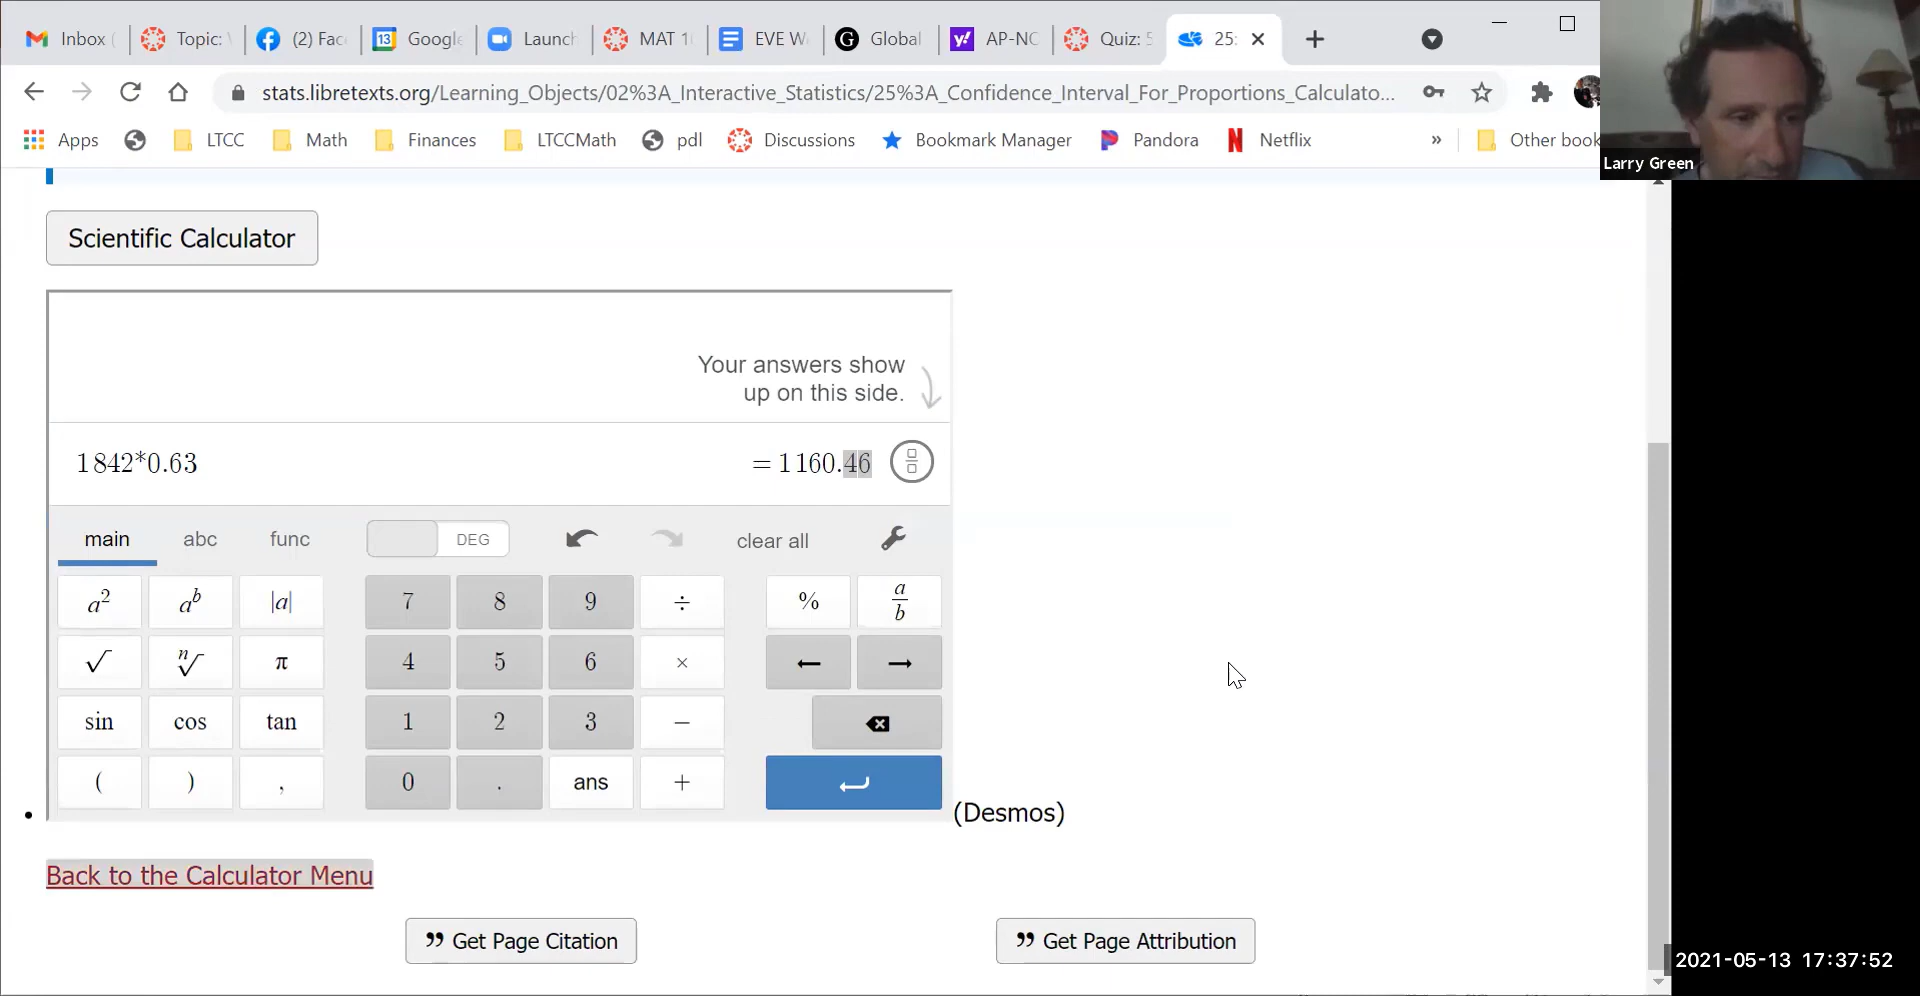 Inbox (
Topic: V
(2) Fac
Google
Launch
MAT 1
EVE W
Global
AP-NC
Quiz: 5
25:
stats.libretexts.org/Learning_Objects/02%3A_Interactive_Statistics/25%3A_Confidence_Interval_For_Proportions_Calculato...
Apps
LTCC
Math
Finances
LTCCMath
pdl
Discussions
Bookmark Manager
Pandora
Netflix
»
Other book
Larry Green
Scientific Calculator
Your answers show
up on this side.
1842*0.63
= 1160.46
main abc func DEG clear all
a² aᵇ |a| 7 8 9 ÷ % a/b
√ ⁿ√ π 4 5 6 × ← →
sin cos tan 1 2 3 −
( ) , 0 . ans +
(Desmos)
Back to the Calculator Menu
Get Page Citation
Get Page Attribution
2021-05-13 17:37:52